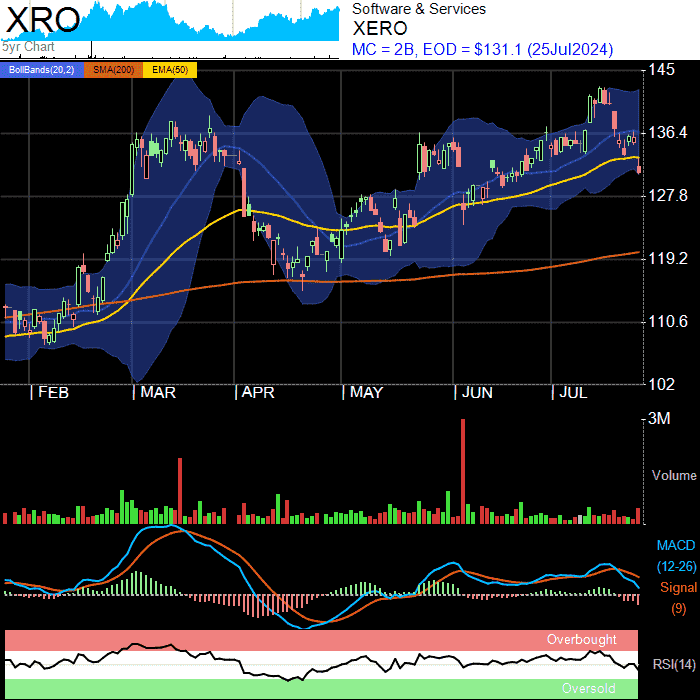 XRO
5yr Chart
Software & Services
XERO
MC = 2B, EOD = $131.1 (25Jul2024)
BollBands(20,2) SMA(200) EMA(50)
145
136.4
127.8
119.2
110.6
102
| FEB | MAR | APR | MAY | JUN | JUL
3M
Volume
MACD
(12-26)
Signal
(9)
Overbought
RSI(14)
Oversold